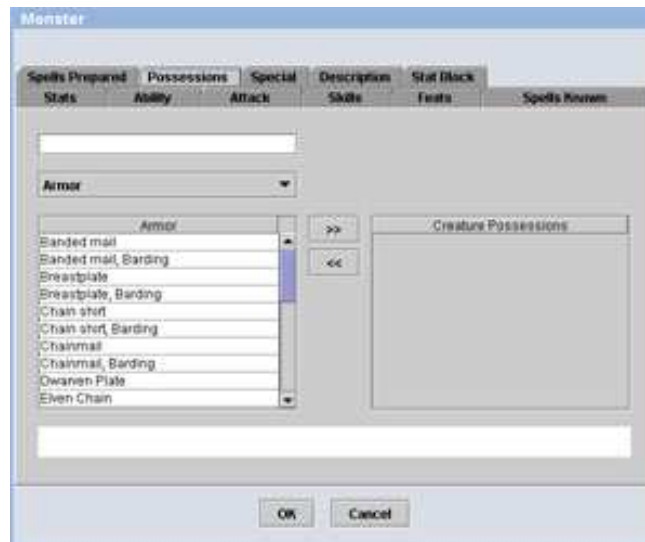 Monster
Spells Prepared Possessions Special Description Stat Block
Stats Ability Attack Skills Feats Spells Known
Armor
Armor >> Creature Possessions
Banded mail
Banded mail, Barding <<
Breastplate
Breastplate, Barding
Chain shirt
Chain shirt, Barding
Chainmail
Chainmail, Barding
Dwarven Plate
Elven Chain
OK Cancel